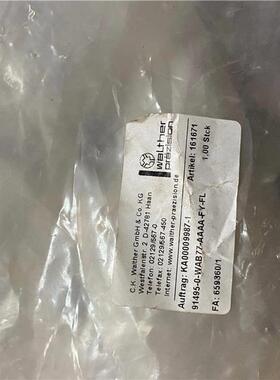 walther
präzision
C.K. Walther GmbH & Co. KG
Westfalenstr. 2, D-42781 Haan
Telefon: 02129/567-0
Telefax: 02129/567-450
Internet: www.walther-praezision.de
Artikel: 161671
1,00 Stck
Auftrag: KA00009987-1
91495-0-WAB77-AAAA-FY-FL
FA: 659360/1